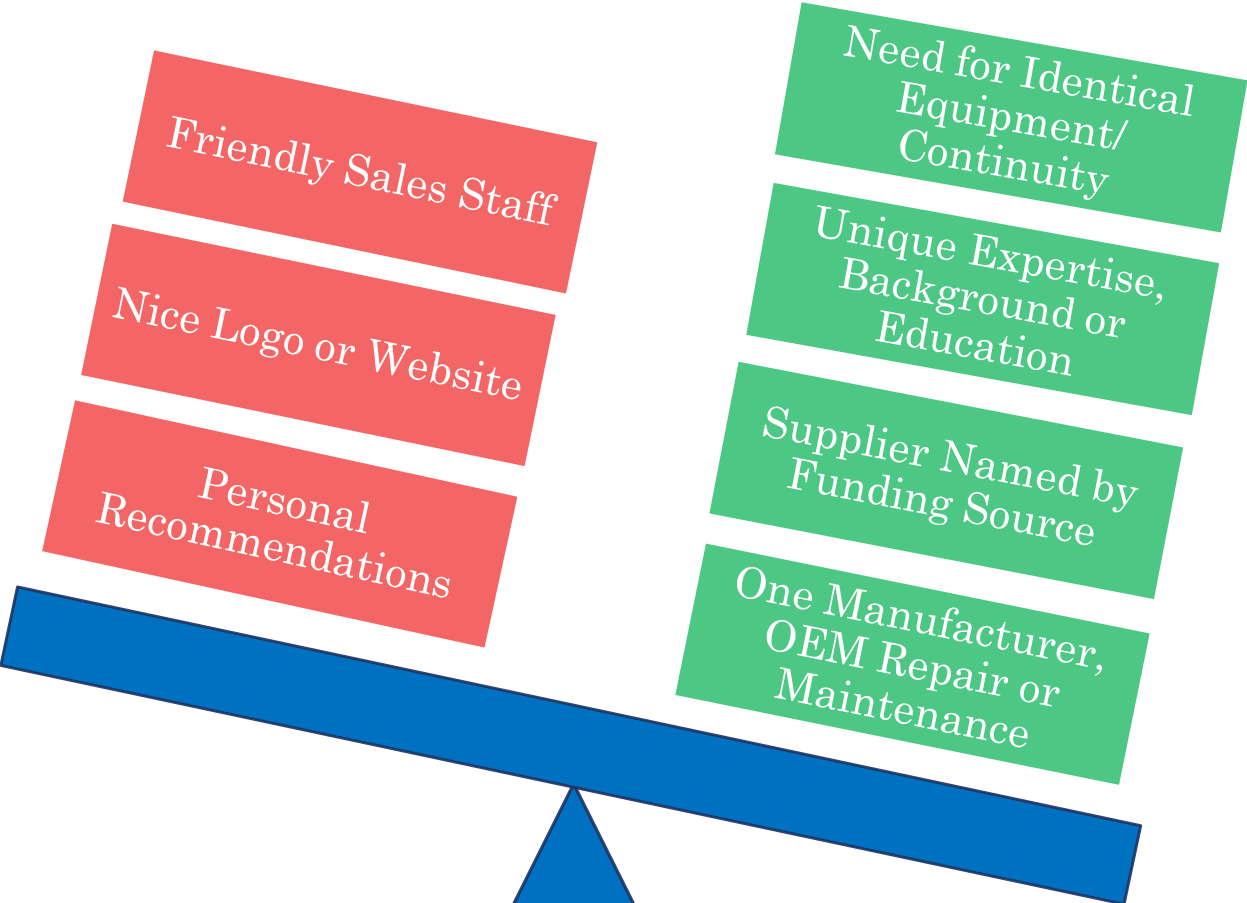 Friendly Sales Staff
Nice Logo or Website
Personal
Recommendations
Need for Identical
Equipment/
Continuity
Unique Expertise,
Background or
Education
Supplier Named by
Funding Source
One Manufacturer,
OEM Repair or
Maintenance